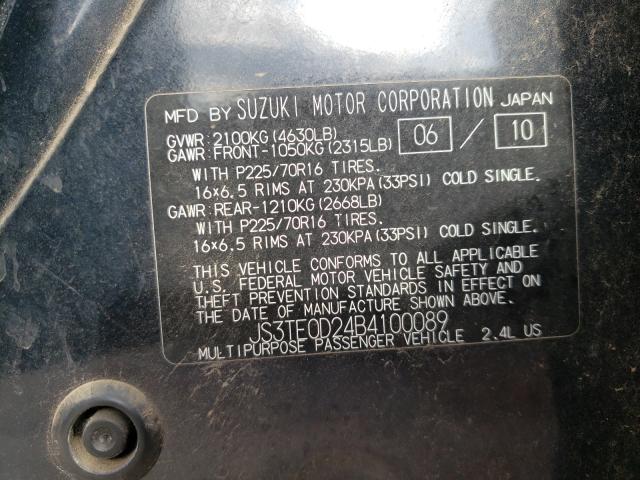 MFD BY SUZUKI MOTOR CORPORATION JAPAN
GVWR: 2100KG (4630LB)
GAWR: FRONT-1050KG (2315LB) 06 / 10
WITH P225/70R16 TIRES.
16×6.5 RIMS AT 230KPA (33PSI) COLD SINGLE.
GAWR: REAR-1210KG (2668LB)
WITH P225/70R16 TIRES.
16×6.5 RIMS AT 230KPA (33PSI) COLD SINGLE.
THIS VEHICLE CONFORMS TO ALL APPLICABLE
U.S. FEDERAL MOTOR VEHICLE SAFETY AND
THEFT PREVENTION STANDARDS IN EFFECT ON
THE DATE OF MANUFACTURE SHOWN ABOVE.
JS3TE0D24B4100089
MULTIPURPOSE PASSENGER VEHICLE 2.4L US